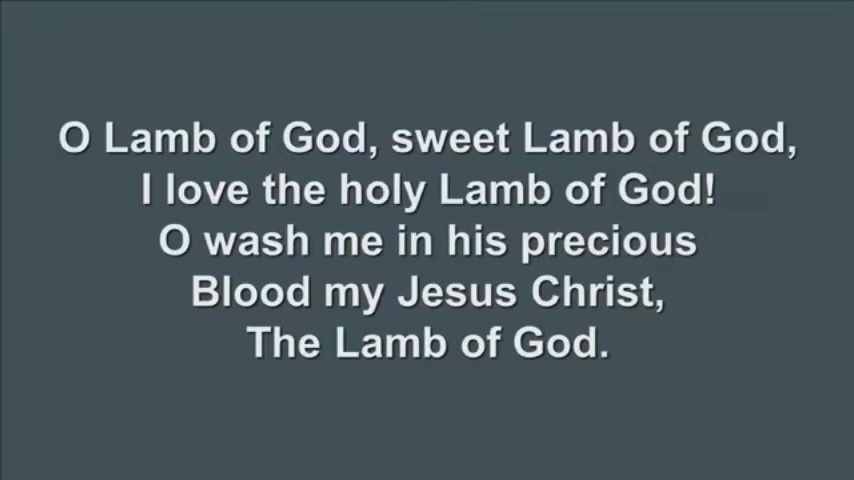 O Lamb of God, sweet Lamb of God,
I love the holy Lamb of God!
O wash me in his precious
Blood my Jesus Christ,
The Lamb of God.